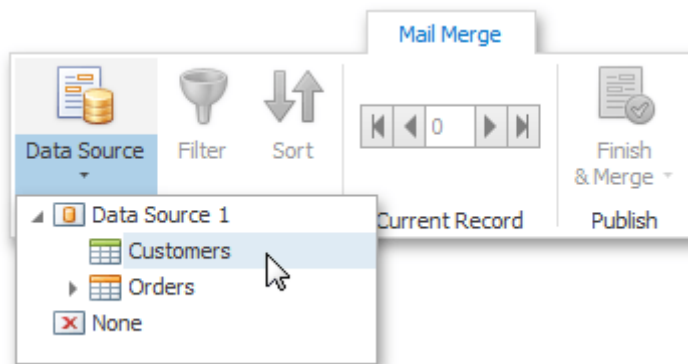 Mail Merge
Data Source
Filter
Sort
0
Finish
& Merge
Current Record
Publish
Data Source 1
Customers
Orders
None